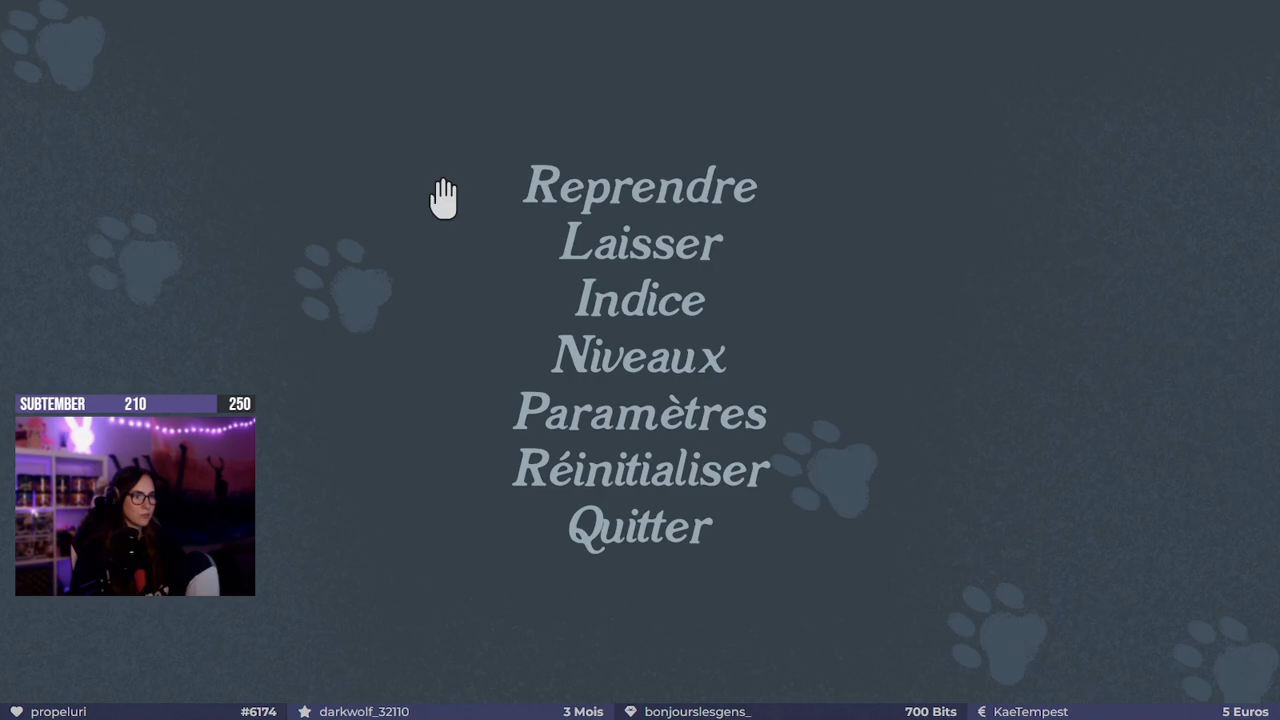 Reprendre
Laisser
Indice
Niveaux
Paramètres
Réinitialiser
Quitter
SUBTEMBER 210 250
propeluri #6174 darkwolf_32110 3 Mois bonjourslesgens_ 700 Bits KaeTempest 5 Euros